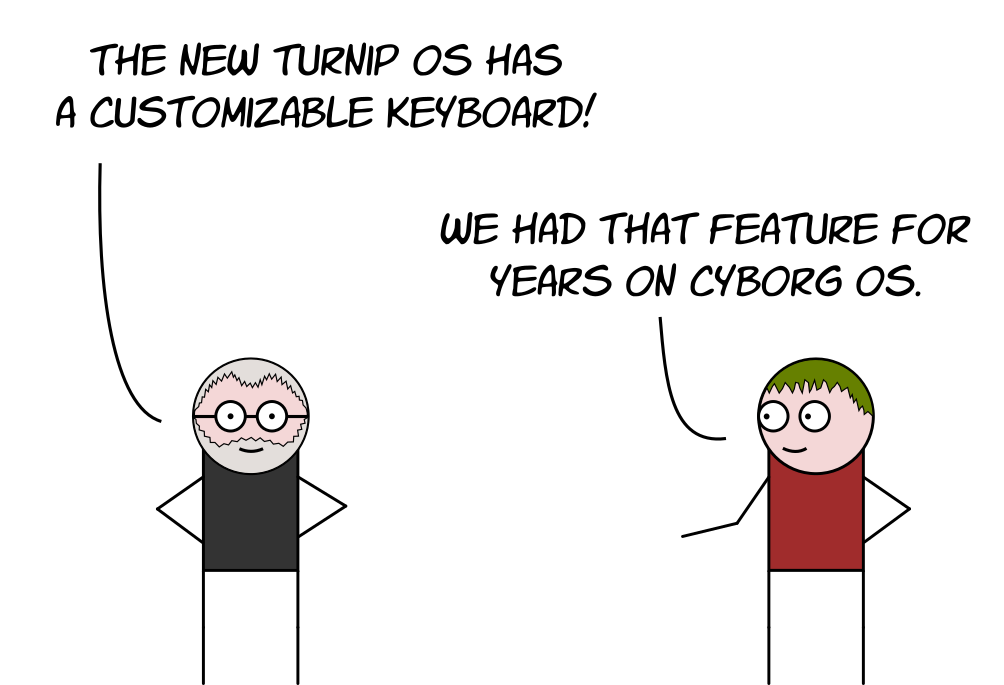 THE NEW TURNIP OS HAS
A CUSTOMIZABLE KEYBOARD!
WE HAD THAT FEATURE FOR
YEARS ON CYBORG OS.